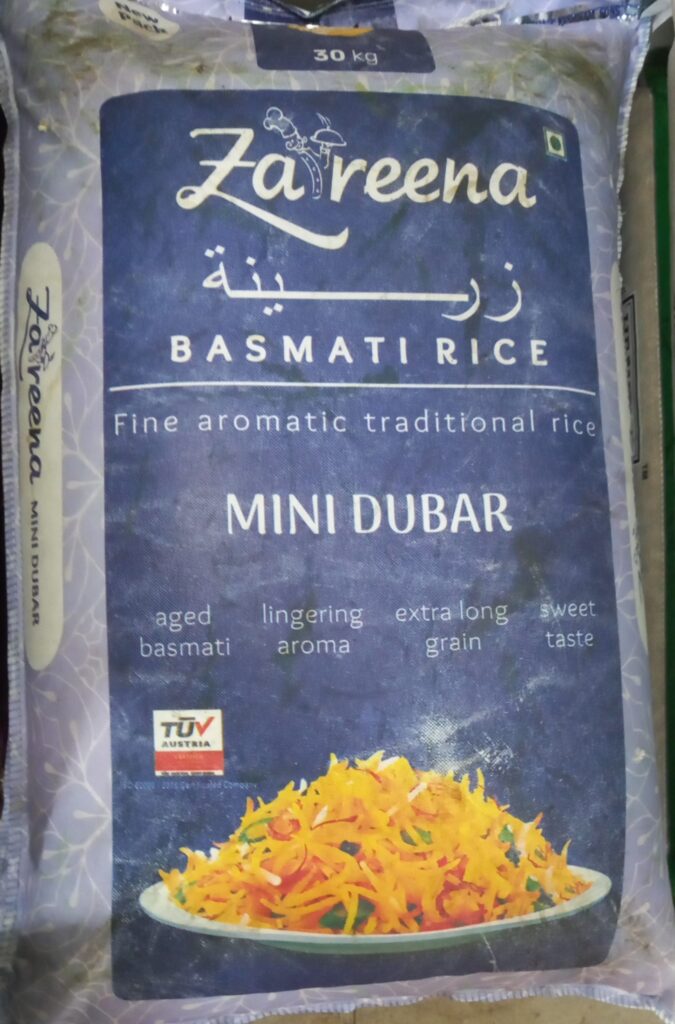 New
Pack
30 kg
Zareena
زرينة
BASMATI RICE
Fine aromatic traditional rice
MINI DUBAR
aged basmati
lingering aroma
extra long grain
sweet taste
TÜV
AUSTRIA
Zareena MINI DUBAR